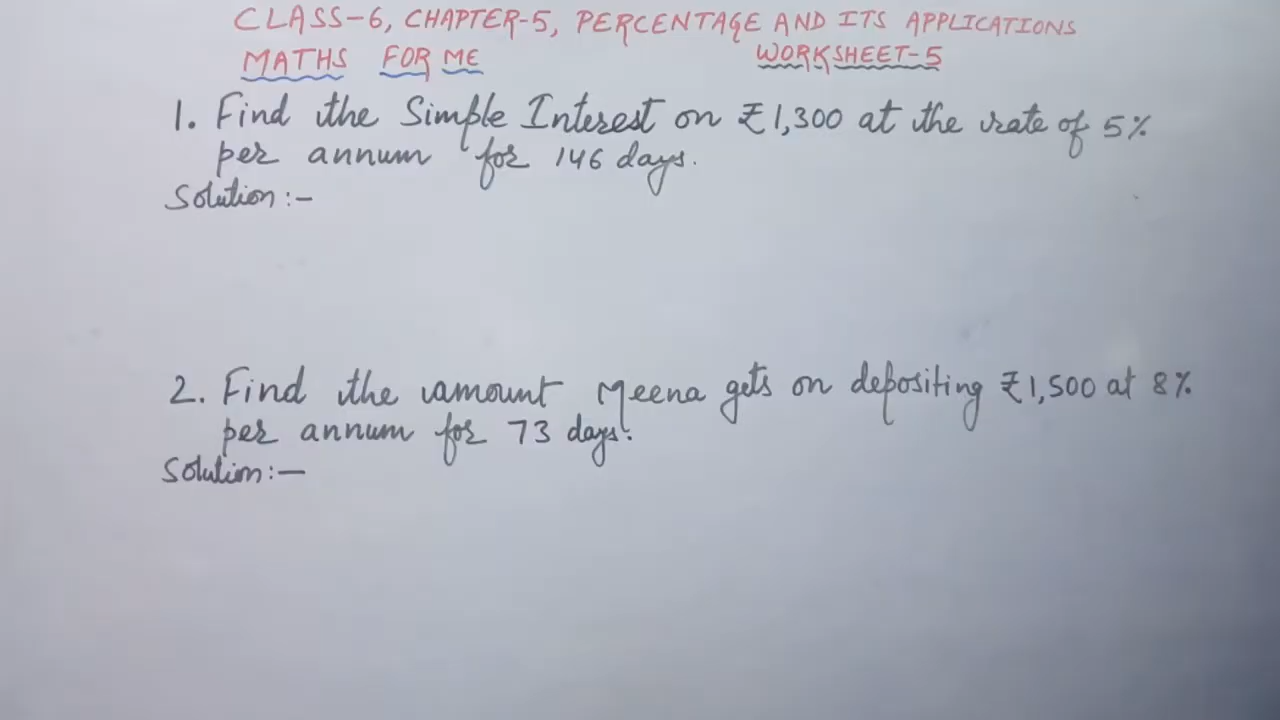 CLASS-6, CHAPTER-5, PERCENTAGE AND ITS APPLICATIONS
MATHS FOR ME WORKSHEET-5
1. Find the Simple Interest on ₹1,300 at the rate of 5%
per annum for 146 days.
Solution:-
2. Find the amount Meena gets on depositing ₹1,500 at 8%
per annum for 73 days.
Solution:-